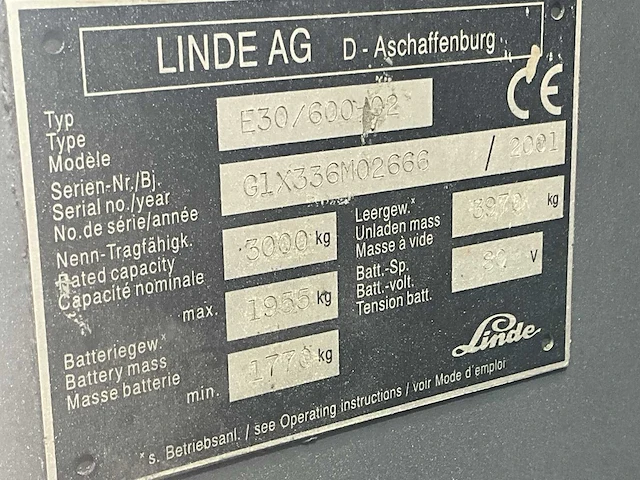 LINDE AG D - Aschaffenburg
CE
Typ
Type
Modèle
E30/600-02
Serien-Nr./Bj.
Serial no./year
No. de série/année
G1X336M02666 / 2001
Nenn-Tragfähigk.
Rated capacity
Capacité nominale
3000 kg
Leergew.x
Unladen mass
Masse à vide
kg
Batt.-Sp.
Batt.-volt.
Tension batt.
80 V
Batteriegew.x
Battery mass
Masse batterie
max. 1955 kg
min. kg
Linde
x s. Betriebsanl. / see Operating instructions / voir Mode d'emploi